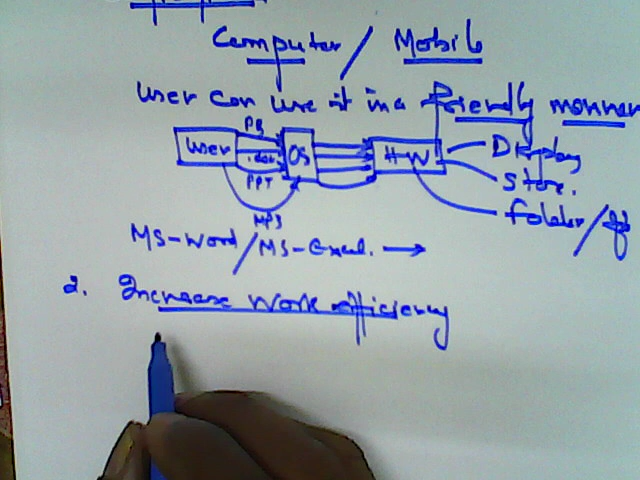 Computer / Mobile
User can use it in a friendly manner
User PB .doc PPT MP3 OS H-W Display
Store.
folder/
MS-Word/MS-Excel. →
2. Increase Work efficiency